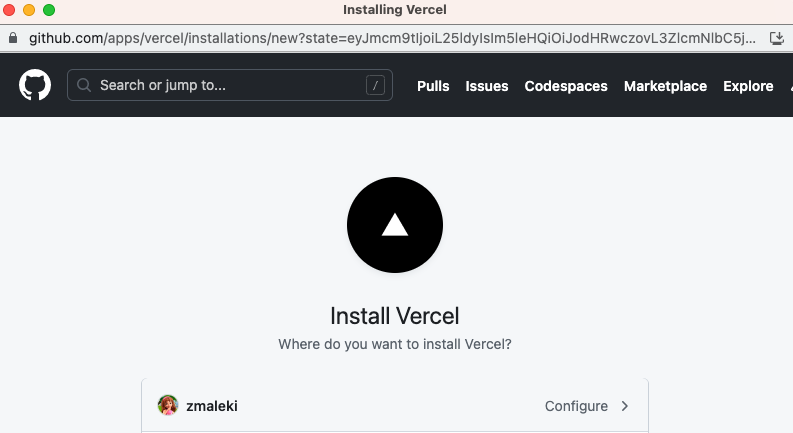 Installing Vercel
github.com/apps/vercel/installations/new?state=eyJmcm9tIjoiL25ldyIsIm5leHQiOiJodHRwczovL3ZlcmNlbC5j...
Search or jump to... / Pulls Issues Codespaces Marketplace Explore
Install Vercel
Where do you want to install Vercel?
zmaleki Configure